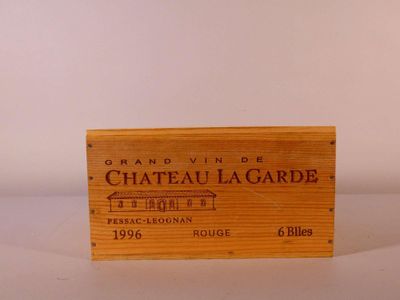 GRAND VIN DE
CHATEAU LA GARDE
PESSAC-LEOGNAN
1996 ROUGE 6 Blles